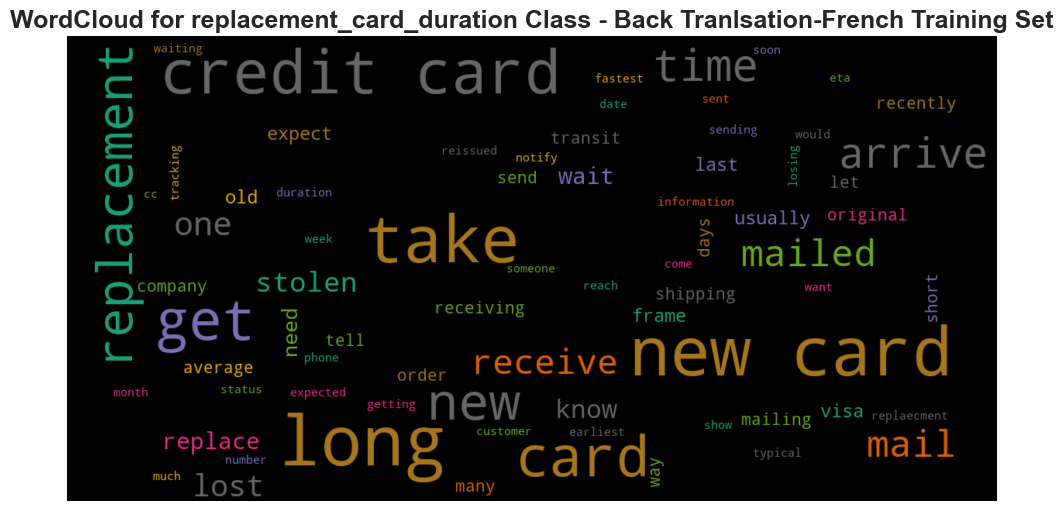 WordCloud for replacement_card_duration Class - Back Tranlsation-French Training Set
waiting
credit card
time
soon
replacement
fastest
eta
date
sent
recently
expect
transit
sending
would
tracking
reissued
notify
arrive
losing
send
wait
last
let
cc
old
duration
information
one
week
take
days
usually
original
mailed
someone
come
company
stolen
reach
shipping
want
short
get
need
receiving
frame
tell
phone
average
order
receive
new card
month
status
expected
getting
new
know
show
mailing
visa
replaecment
long
customer
earliest
replace
number
card
way
typical
mail
much
lost
many